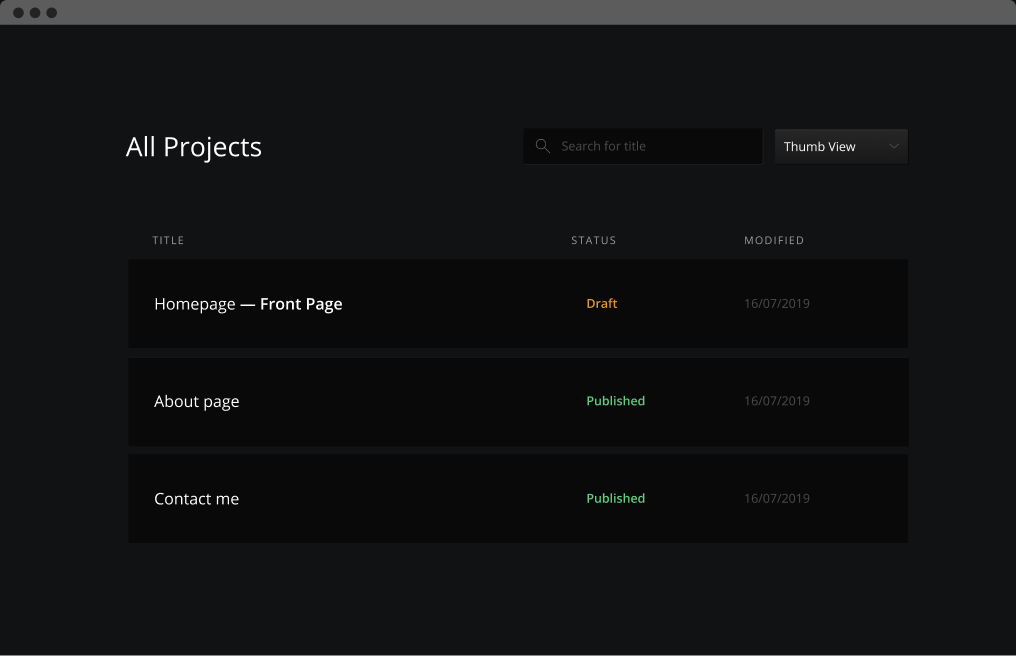 All Projects
Search for title
Thumb View
TITLE STATUS MODIFIED
Homepage — Front Page Draft 16/07/2019
About page Published 16/07/2019
Contact me Published 16/07/2019